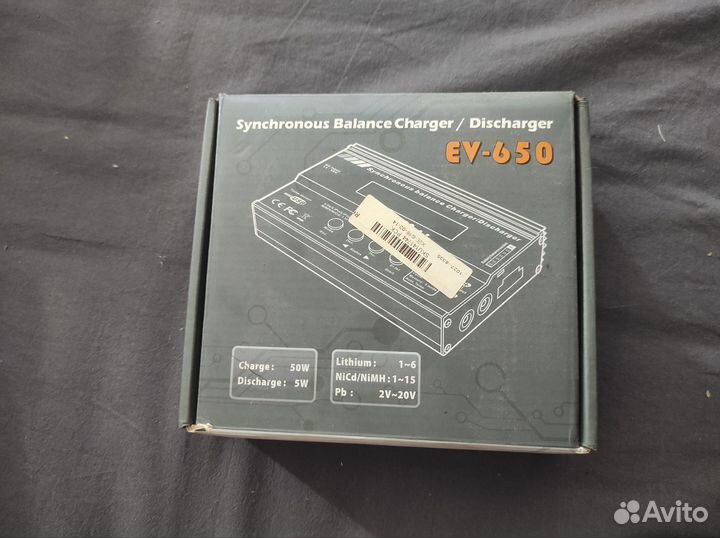 Synchronous Balance Charger / Discharger
EV-650
Synchronous balance Charger/Discharger
Charge: 50W
Discharge: 5W
Lithium: 1~6
NiCd/NiMH: 1~15
Pb: 2V~20V
Avito